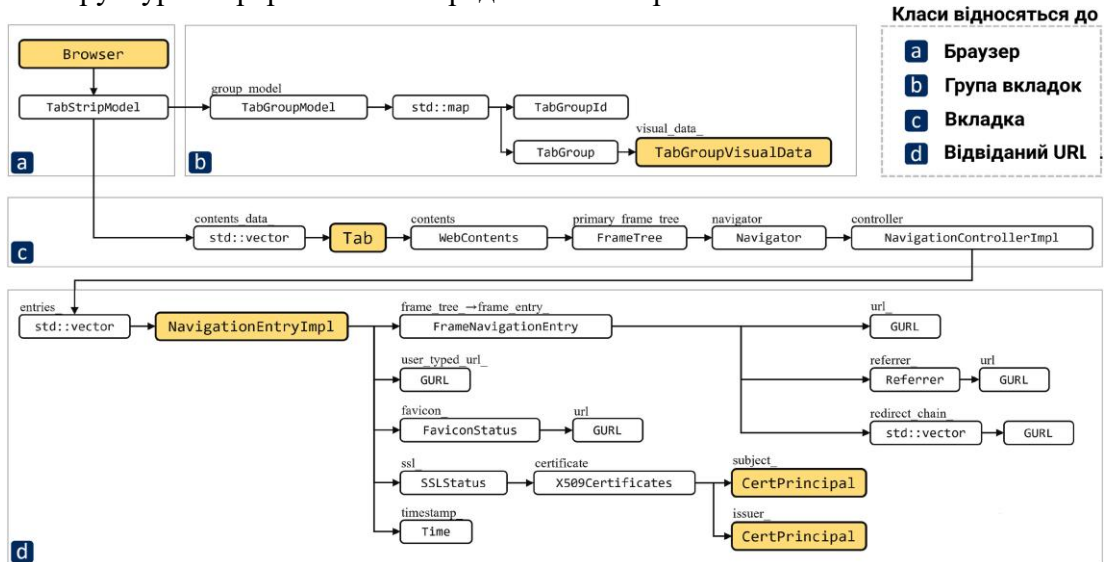 Класи відносяться до
a Браузер
b Група вкладок
c Вкладка
d Відвіданий URL
Browser
TabStripModel
a
group_model
TabGroupModel
std::map
TabGroupId
TabGroup
visual_data_
TabGroupVisualData
b
contents_data_
std::vector
Tab
contents
WebContents
primary_frame_tree
FrameTree
navigator
Navigator
controller
NavigationControllerImpl
c
entries_
std::vector
NavigationEntryImpl
frame_tree_→frame_entry_
FrameNavigationEntry
url_
GURL
user_typed_url_
GURL
referrer_
Referrer
url
GURL
favicon_
FaviconStatus
url
GURL
redirect_chain_
std::vector
GURL
ssl_
SSLStatus
certificate
X509Certificates
subject_
CertPrincipal
issuer_
CertPrincipal
timestamp_
Time
d